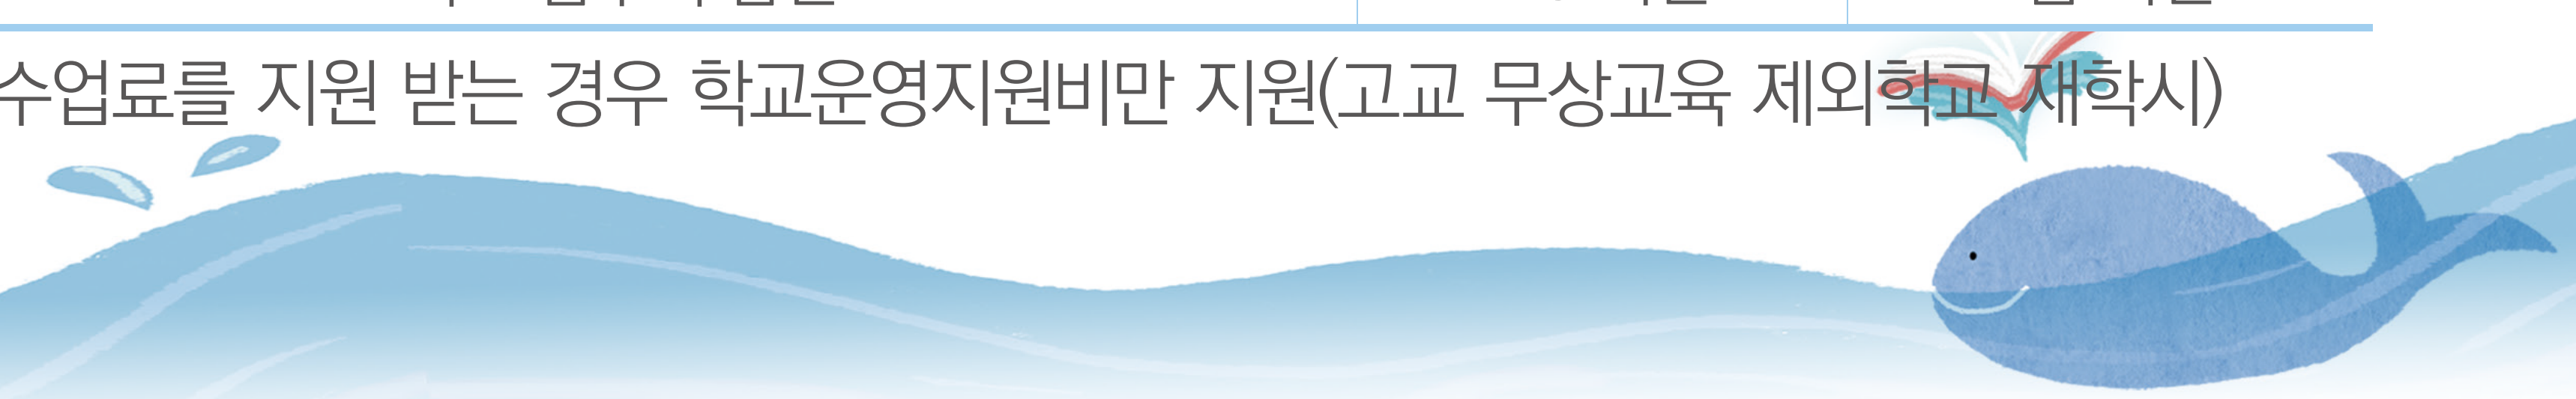 수업료를 지원 받는 경우 학교운영지원비만 지원(고교 무상교육 제외학교 재학시)